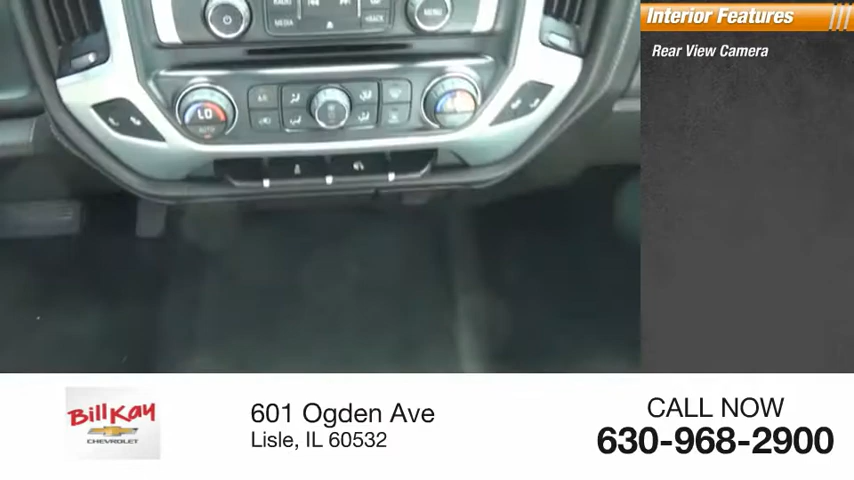 Interior Features
Rear View Camera
RADIO
MEDIA
BACK
MENU
LO
AUTO
Bill Kay
CHEVROLET
601 Ogden Ave
Lisle, IL 60532
CALL NOW
630-968-2900